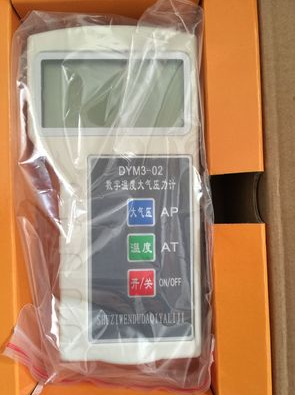 DYM3-02
数字温度大气压力计
大气压 AP
温度 AT
开/关 ON/OFF
SHUZIWENDUDAQIYALIJI